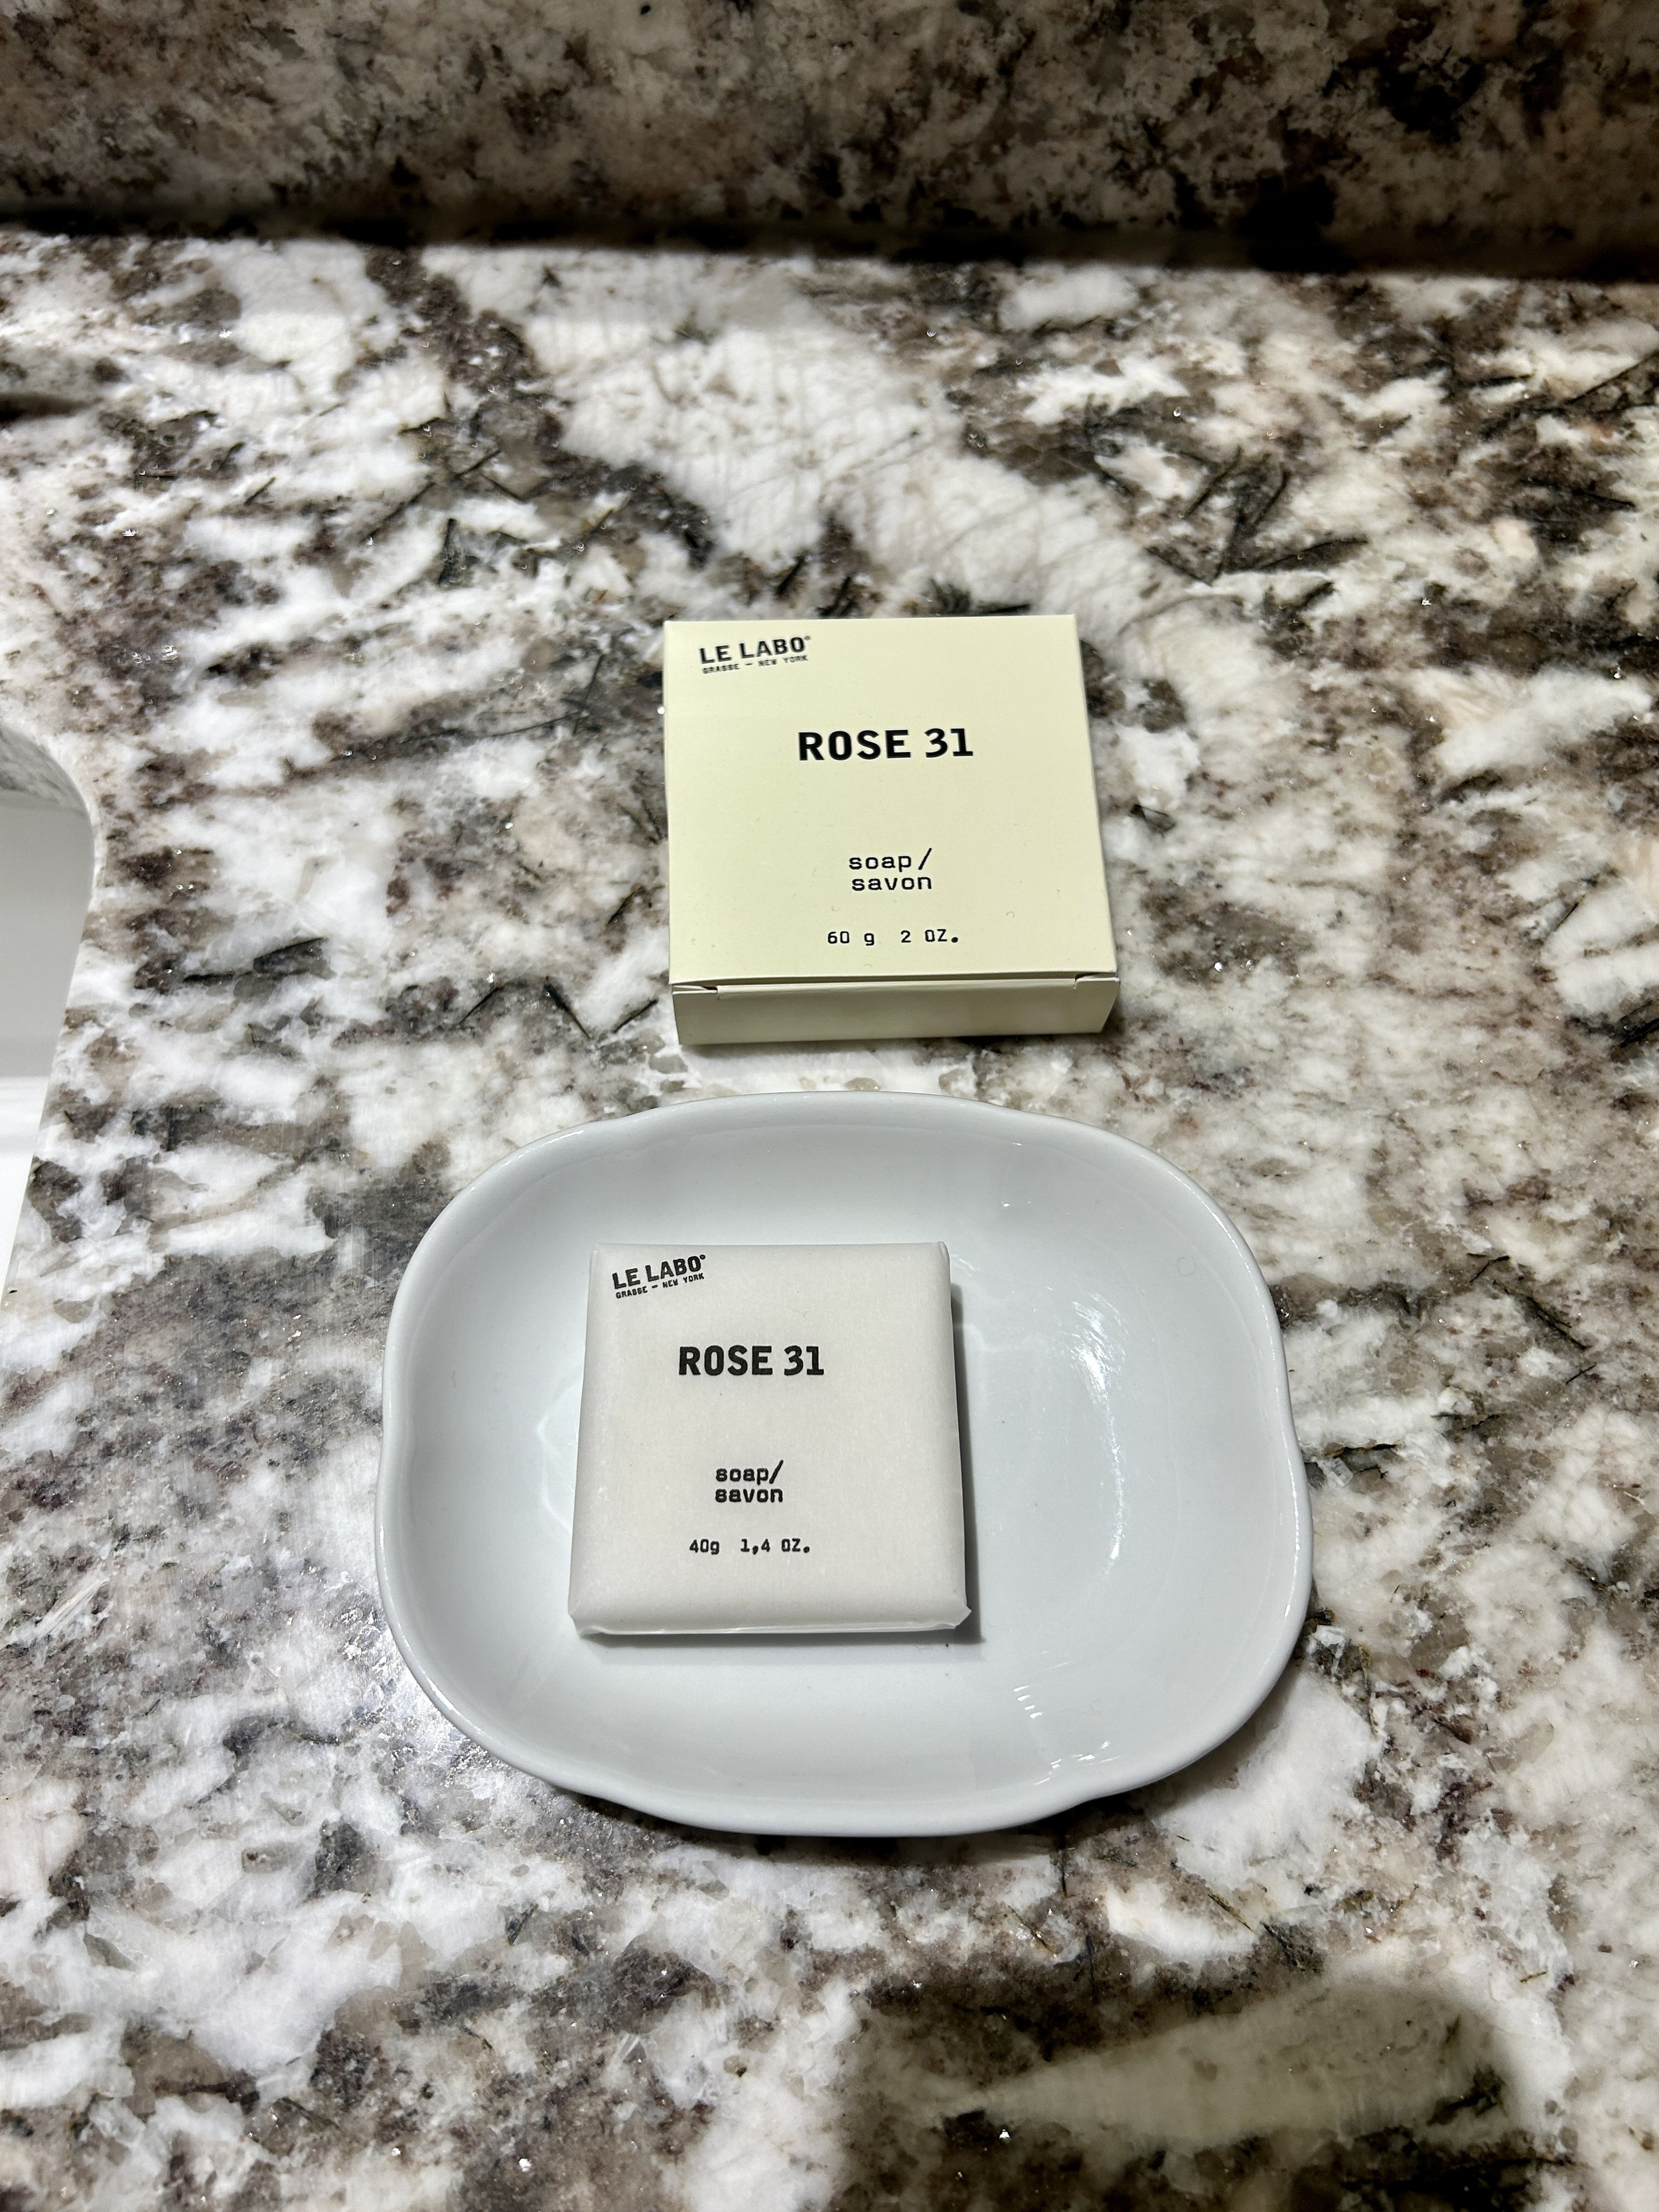 LE LABO®
GRASSE — NEW YORK
ROSE 31
soap/
savon
60 g 2 OZ.
LE LABO®
GRASSE — NEW YORK
ROSE 31
soap/
savon
40g 1,4 OZ.